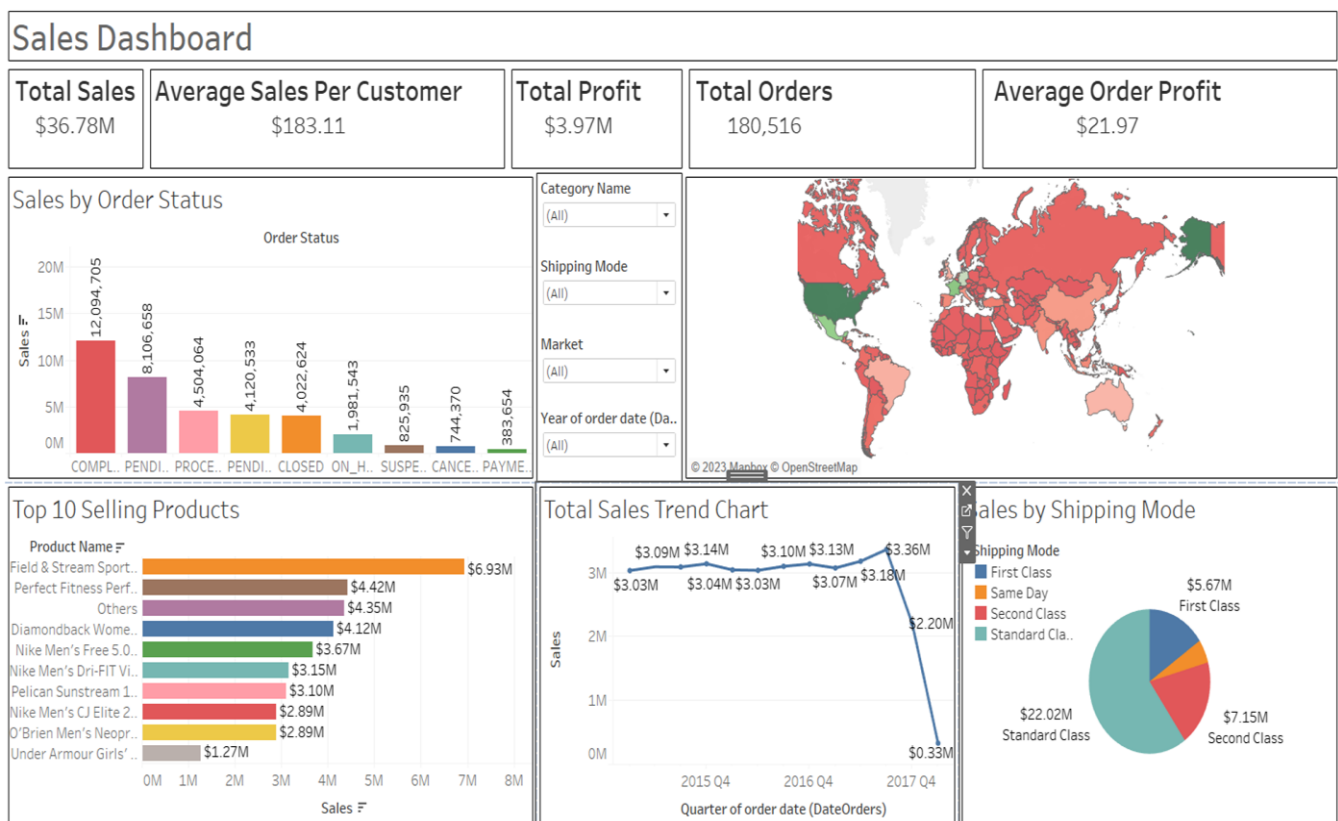 Sales Dashboard
Total Sales
$36.78M
Average Sales Per Customer
$183.11
Total Profit
$3.97M
Total Orders
180,516
Average Order Profit
$21.97
Sales by Order Status
Order Status
Sales
20M
15M
10M
5M
0M
12,094,705
8,106,658
4,504,064
4,120,533
4,022,624
1,981,543
825,935
744,370
383,654
COMPL.. PENDI.. PROCE.. PENDI.. CLOSED ON_H.. SUSPE.. CANCE.. PAYME..
Category Name
(All)
Shipping Mode
(All)
Market
(All)
Year of order date (Da..
(All)
© 2023 Mapbox © OpenStreetMap
Top 10 Selling Products
Product Name
Field & Stream Sport.. $6.93M
Perfect Fitness Perf.. $4.42M
Others $4.35M
Diamondback Wome.. $4.12M
Nike Men's Free 5.0.. $3.67M
Nike Men's Dri-FIT Vi.. $3.15M
Pelican Sunstream 1.. $3.10M
Nike Men's CJ Elite 2.. $2.89M
O'Brien Men's Neopr.. $2.89M
Under Armour Girls' .. $1.27M
0M 1M 2M 3M 4M 5M 6M 7M 8M
Sales
Total Sales Trend Chart
Sales
3M
2M
1M
0M
$3.03M
$3.09M
$3.14M
$3.04M
$3.03M
$3.10M
$3.13M
$3.07M
$3.18M
$3.36M
$2.20M
$0.33M
2015 Q4 2016 Q4 2017 Q4
Quarter of order date (DateOrders)
Sales by Shipping Mode
Shipping Mode
First Class
Same Day
Second Class
Standard Cla..
$5.67M
First Class
$7.15M
Second Class
$22.02M
Standard Class